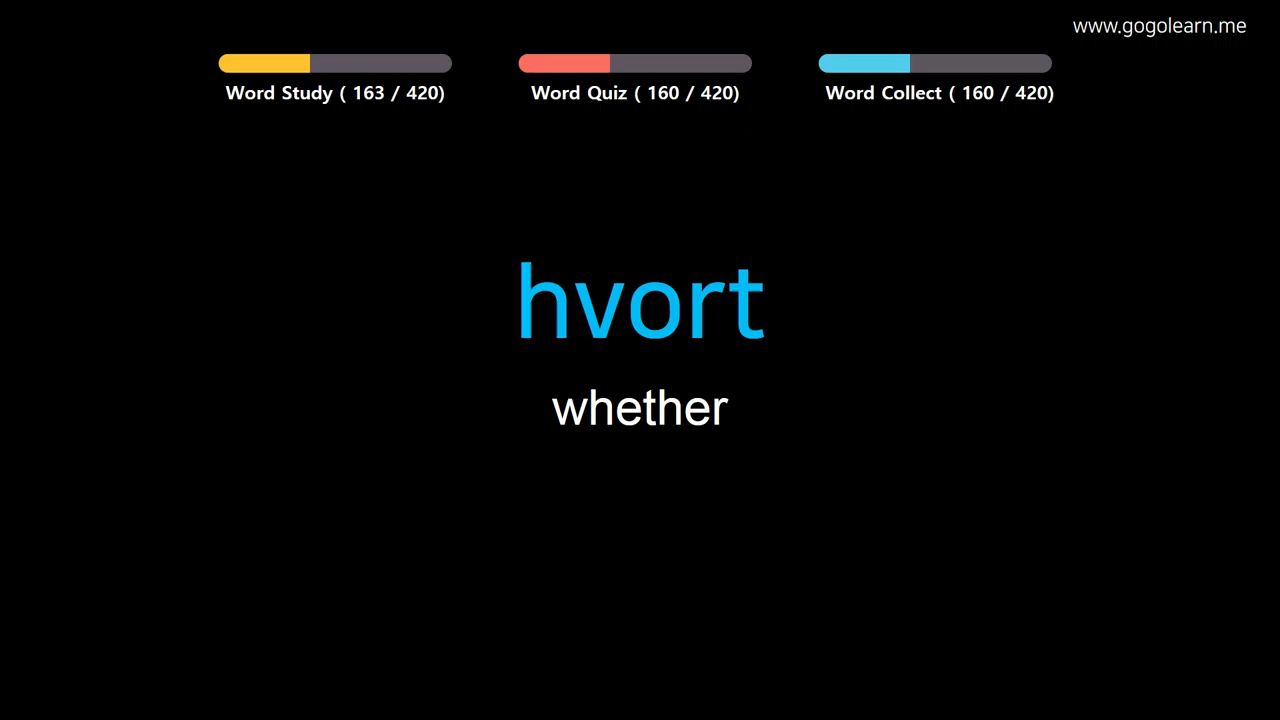 www.gogolearn.me
Word Study ( 163 / 420)
Word Quiz ( 160 / 420)
Word Collect ( 160 / 420)
hvort
whether